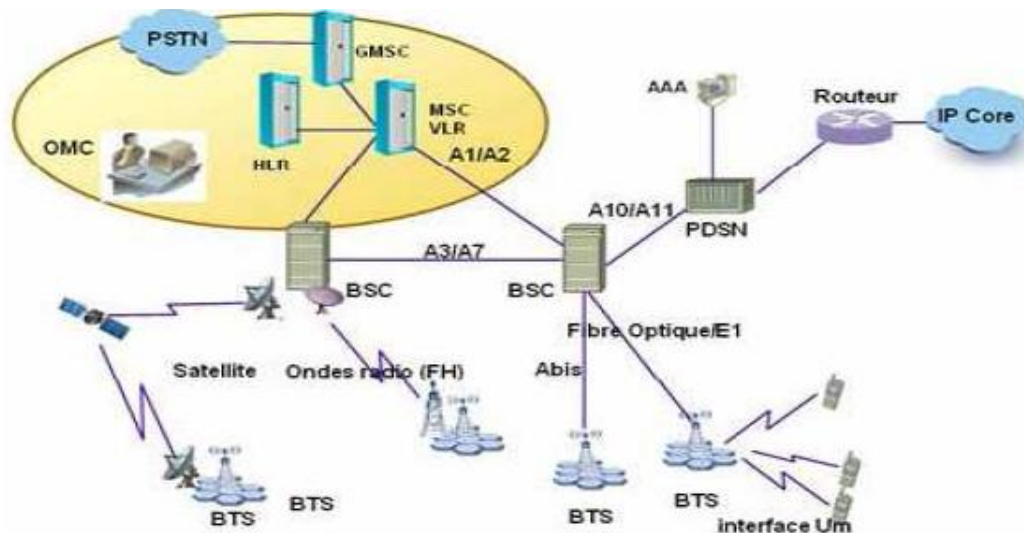 PSTN
GMSC
AAA
Routeur
IP Core
MSC
VLR
HLR
OMC
A1/A2
A10/A11
PDSN
A3/A7
BSC
BSC
Fibre Optique/E1
Satellite
Ondes radio (FH)
Abis
BTS
BTS
BTS
BTS
interface Um